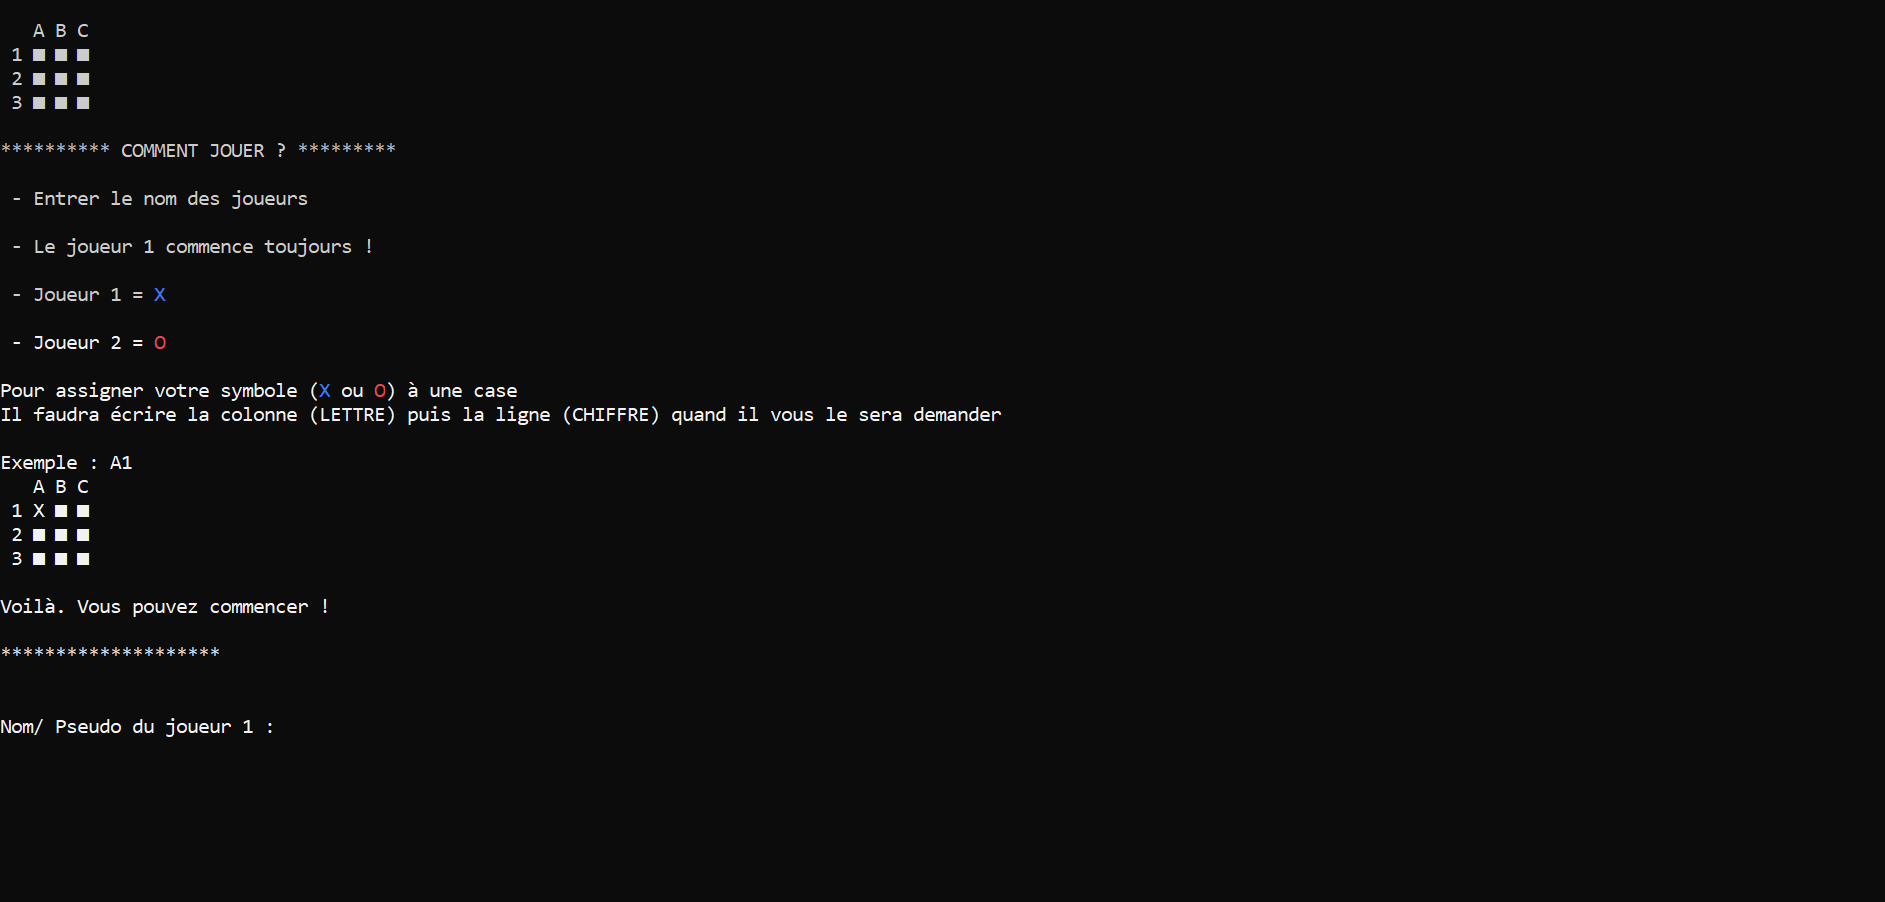 A B C
1 ■ ■ ■
2 ■ ■ ■
3 ■ ■ ■
********** COMMENT JOUER ? *********
- Entrer le nom des joueurs
- Le joueur 1 commence toujours !
- Joueur 1 = X
- Joueur 2 = O
Pour assigner votre symbole (X ou O) à une case
Il faudra écrire la colonne (LETTRE) puis la ligne (CHIFFRE) quand il vous le sera demander
Exemple : A1
A B C
1 X ■ ■
2 ■ ■ ■
3 ■ ■ ■
Voilà. Vous pouvez commencer !
********************
Nom/ Pseudo du joueur 1 :